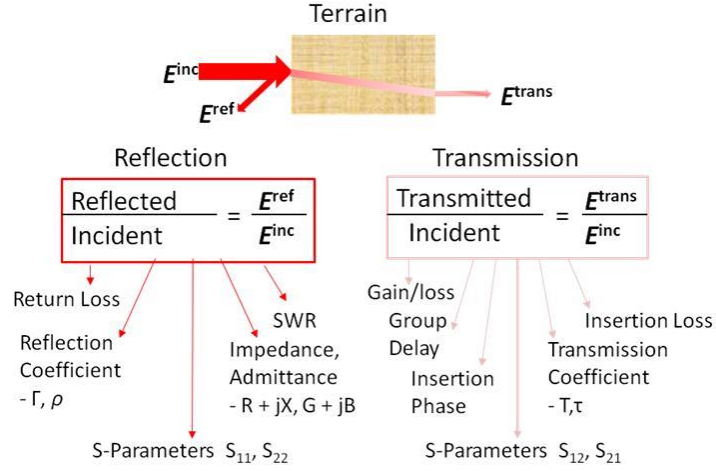 Terrain
E^inc
E^ref
E^trans
Reflection
Reflected
Incident
= E^ref
E^inc
Return Loss
Reflection
Coefficient
- Γ, ρ
SWR
Impedance,
Admittance
- R + jX, G + jB
S-Parameters S₁₁, S₂₂
Transmission
Transmitted
Incident
= E^trans
E^inc
Gain/loss
Group
Delay
Insertion
Phase
Insertion Loss
Transmission
Coefficient
- T,τ
S-Parameters S₁₂, S₂₁